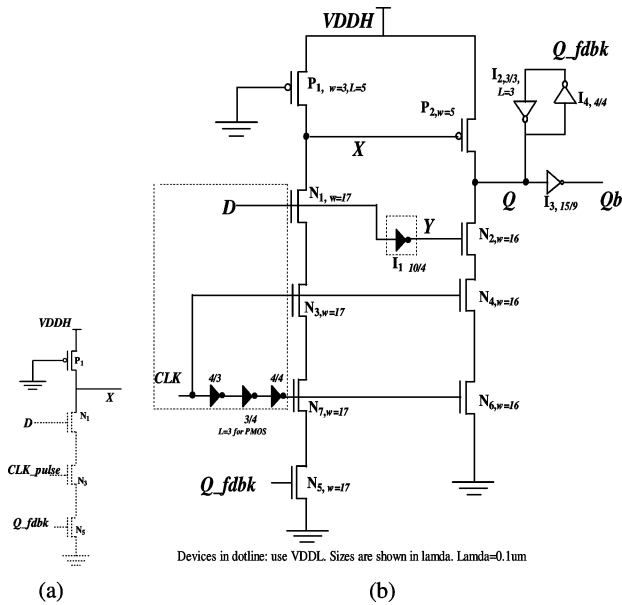 VDDH
Q_fdbk
P1, w=3,L=5
I2,3/3,
L=3
I4, 4/4
P2,w=5
X
N1, w=17
D
Q
I3, 15/9
Qb
Y
I1 10/4
N2,w=16
N3,w=17
N4,w=16
CLK
4/3
4/4
3/4
L=3 for PMOS
N7,w=17
N6,w=16
Q_fdbk
N5, w=17
VDDH
P1
X
D
N1
CLK_pulse
N3
Q_fdbk
N5
Devices in dotline: use VDDL. Sizes are shown in lamda. Lamda=0.1um
(a)
(b)